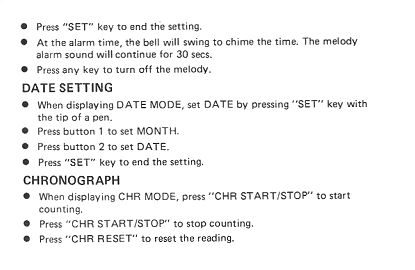 ● Press "SET" key to end the setting.
● At the alarm time, the bell will swing to chime the time. The melody
alarm sound will continue for 30 secs.
● Press any key to turn off the melody.
DATE SETTING
● When displaying DATE MODE, set DATE by pressing "SET" key with
the tip of a pen.
● Press button 1 to set MONTH.
● Press button 2 to set DATE.
● Press "SET" key to end the setting.
CHRONOGRAPH
● When displaying CHR MODE, press "CHR START/STOP" to start
counting.
● Press "CHR START/STOP" to stop counting.
● Press "CHR RESET" to reset the reading.